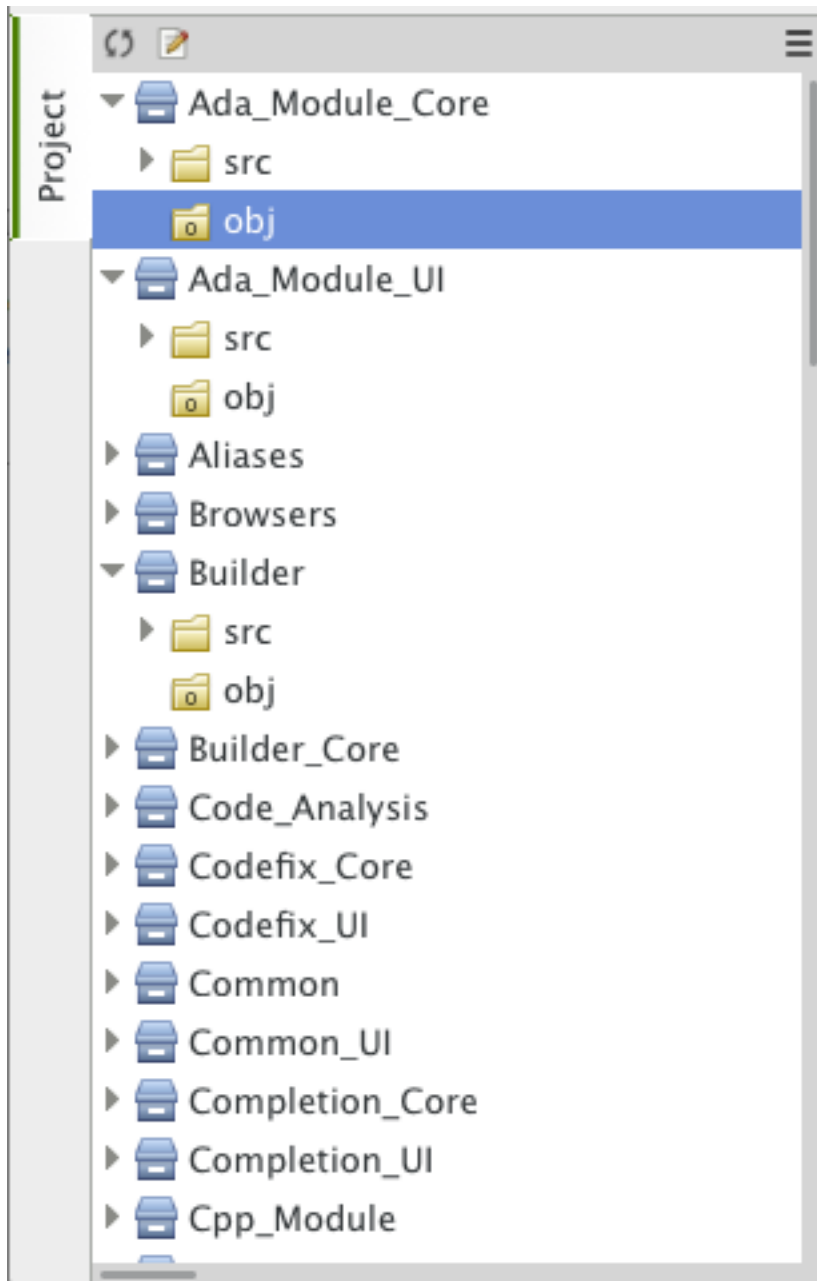 Project
Ada_Module_Core
src
obj
Ada_Module_UI
src
obj
Aliases
Browsers
Builder
src
obj
Builder_Core
Code_Analysis
Codefix_Core
Codefix_UI
Common
Common_UI
Completion_Core
Completion_UI
Cpp_Module